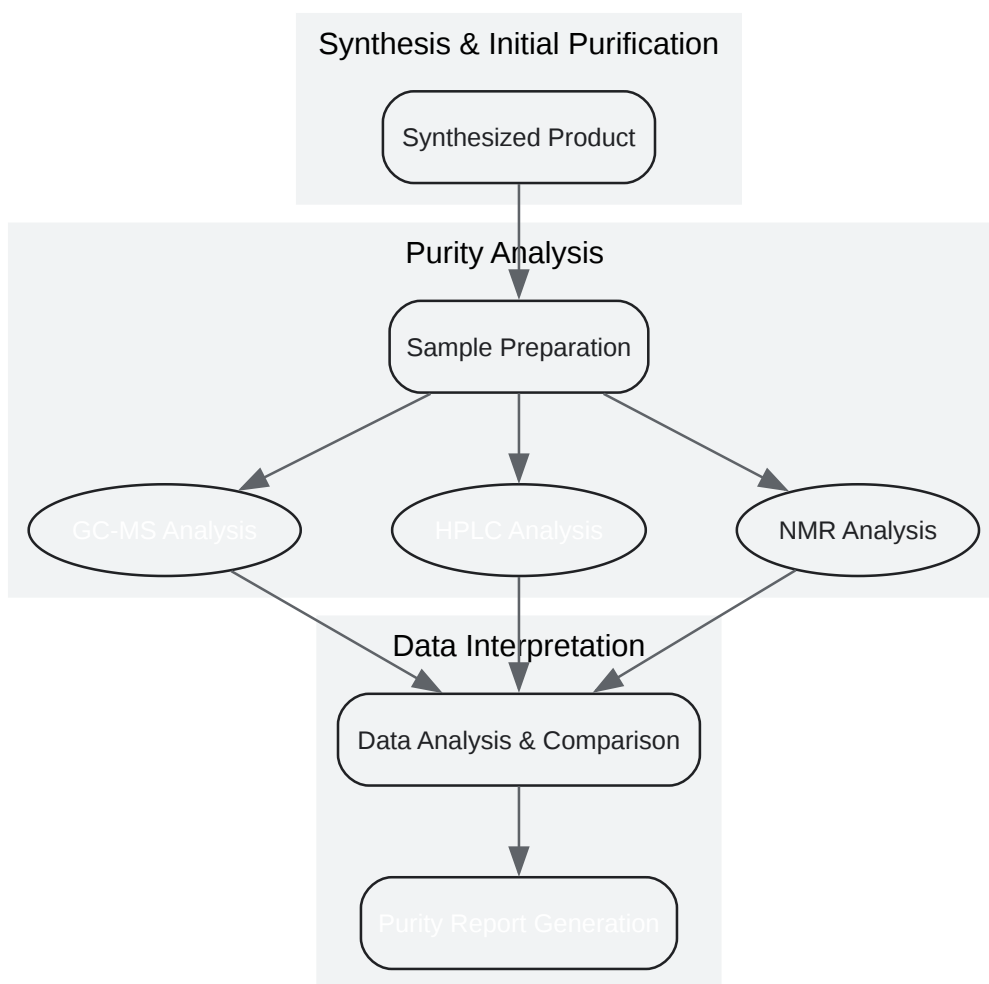 Synthesis & Initial Purification
Synthesized Product
Purity Analysis
Sample Preparation
GC-MS Analysis
HPLC Analysis
NMR Analysis
Data Interpretation
Data Analysis & Comparison
Purity Report Generation